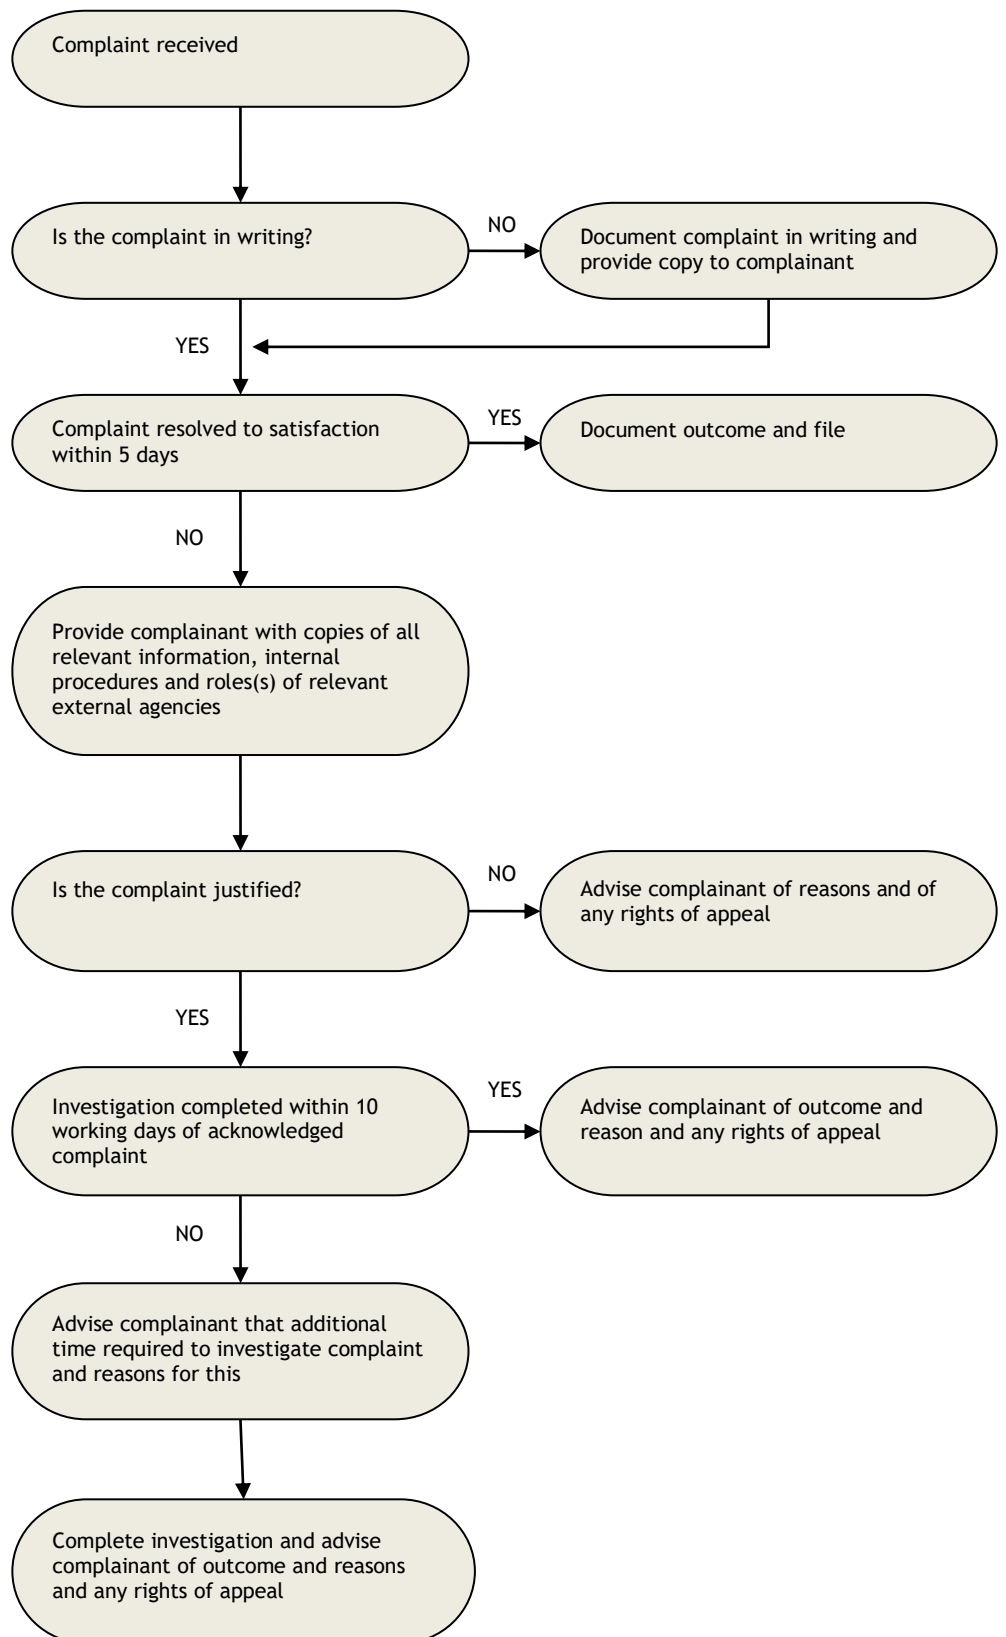 Complaint received
Is the complaint in writing?
NO
Document complaint in writing and
provide copy to complainant
YES
Complaint resolved to satisfaction
within 5 days
YES
Document outcome and file
NO
Provide complainant with copies of all
relevant information, internal
procedures and roles(s) of relevant
external agencies
Is the complaint justified?
NO
Advise complainant of reasons and of
any rights of appeal
YES
Investigation completed within 10
working days of acknowledged
complaint
YES
Advise complainant of outcome and
reason and any rights of appeal
NO
Advise complainant that additional
time required to investigate complaint
and reasons for this
Complete investigation and advise
complainant of outcome and reasons
and any rights of appeal